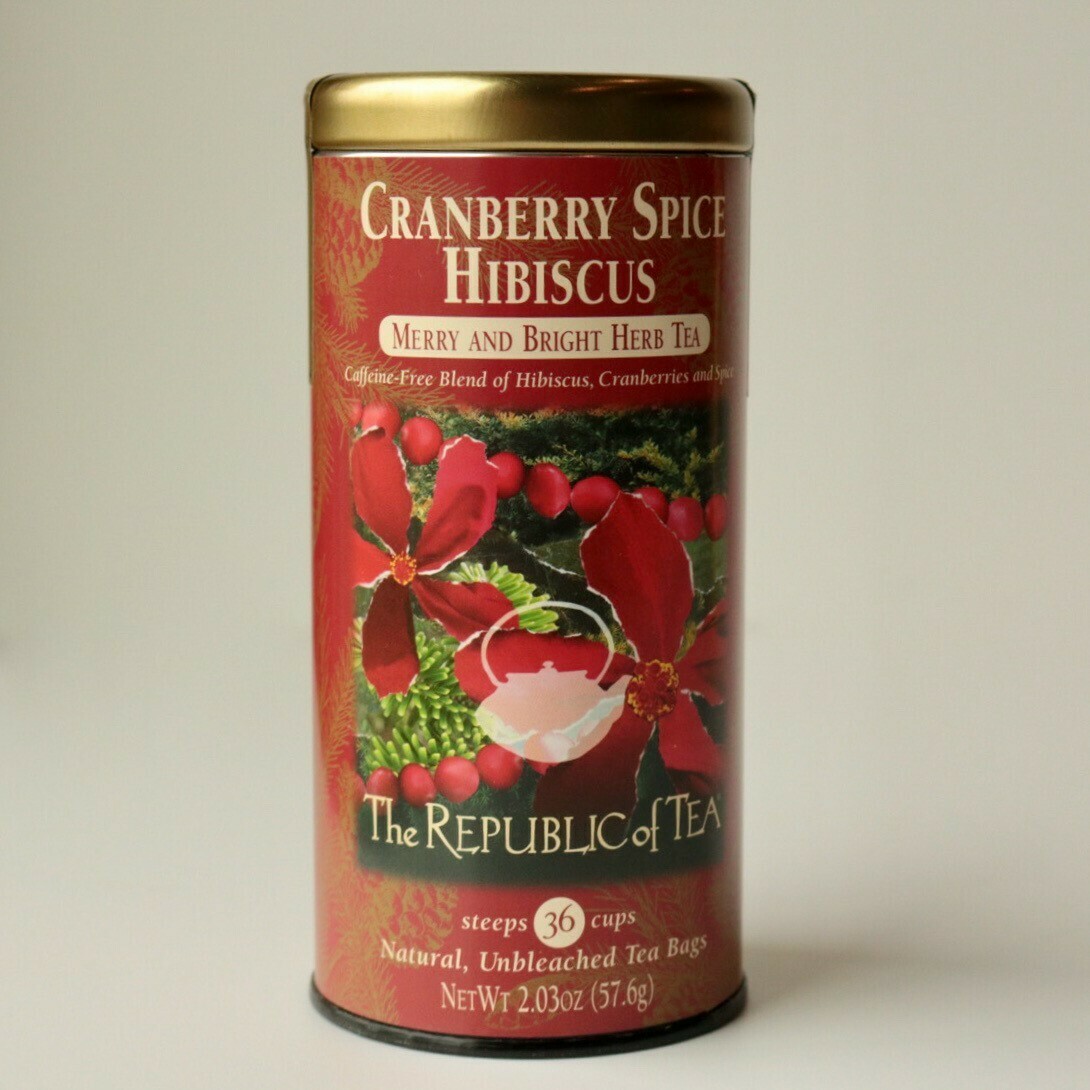 CRANBERRY SPICE
HIBISCUS
MERRY AND BRIGHT HERB TEA
Caffeine-Free Blend of Hibiscus, Cranberries and Spice
The REPUBLIC of TEA
steeps 36 cups
Natural, Unbleached Tea Bags
NETWT 2.03OZ (57.6g)